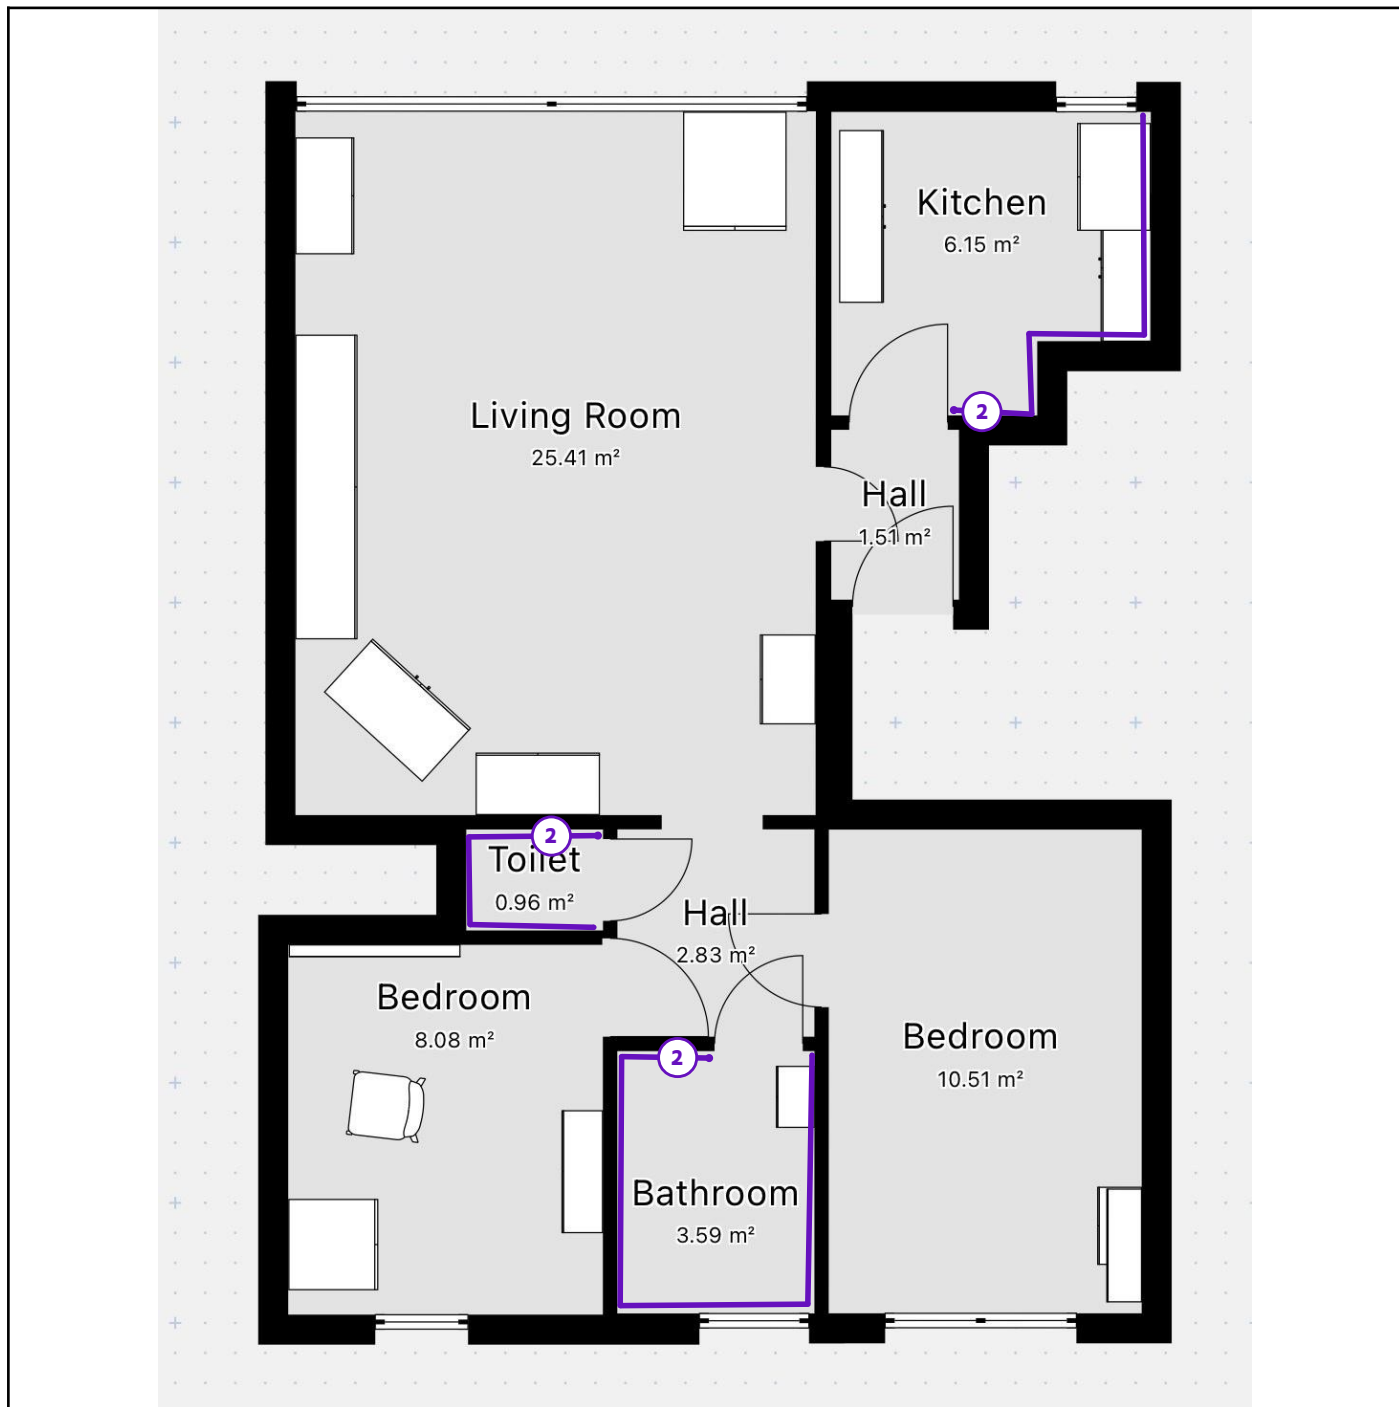 Kitchen
6.15 m²
Living Room
25.41 m²
2
Hall
1.51 m²
2
Toilet
0.96 m²
Hall
2.83 m²
Bedroom
8.08 m²
2
Bedroom
10.51 m²
Bathroom
3.59 m²